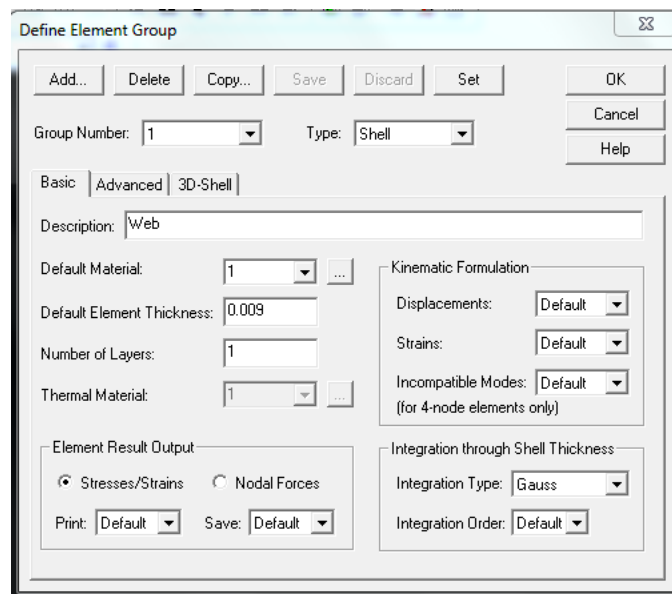 Define Element Group
Add... Delete Copy... Save Discard Set OK
Cancel
Group Number: 1 Type: Shell
Help
Basic Advanced 3D-Shell
Description: Web
Default Material: 1 ...
Default Element Thickness: 0.009
Number of Layers: 1
Thermal Material: 1 ...
Kinematic Formulation
Displacements: Default
Strains: Default
Incompatible Modes: Default
(for 4-node elements only)
Element Result Output
Stresses/Strains Nodal Forces
Print: Default Save: Default
Integration through Shell Thickness
Integration Type: Gauss
Integration Order: Default